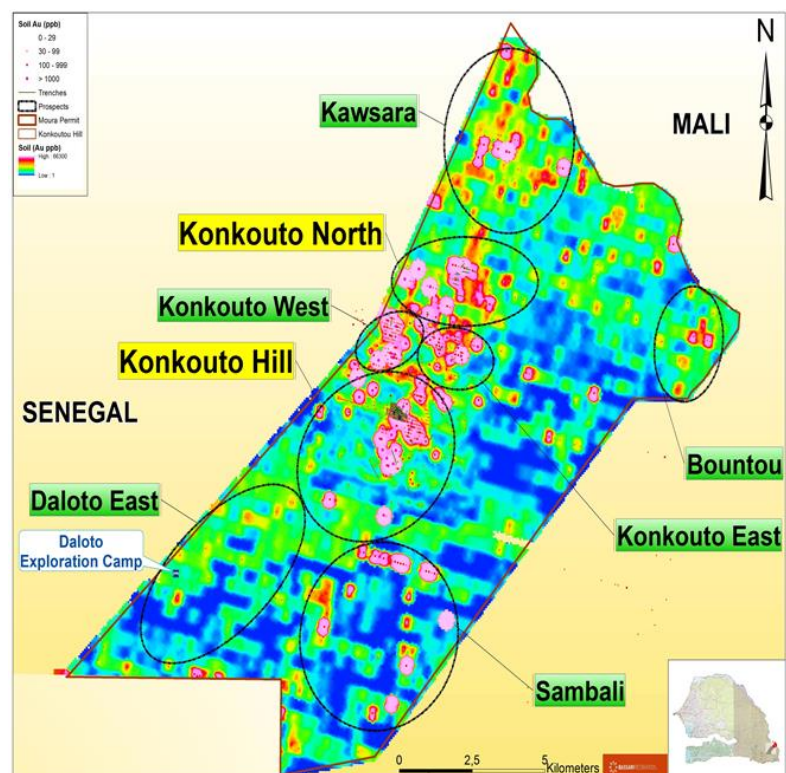 Soil Au (ppb)
0 - 29
30 - 99
100 - 999
> 1000
Trenches
Prospects
Moura Permit
Konkoutou Hill
Soil (Au ppb)
High : 66300
Low : 1
N
Kawsara
MALI
Konkouto North
Konkouto West
Konkouto Hill
SENEGAL
Bountou
Daloto East
Konkouto East
Daloto
Exploration Camp
Sambali
0 2,5 5
Kilometers